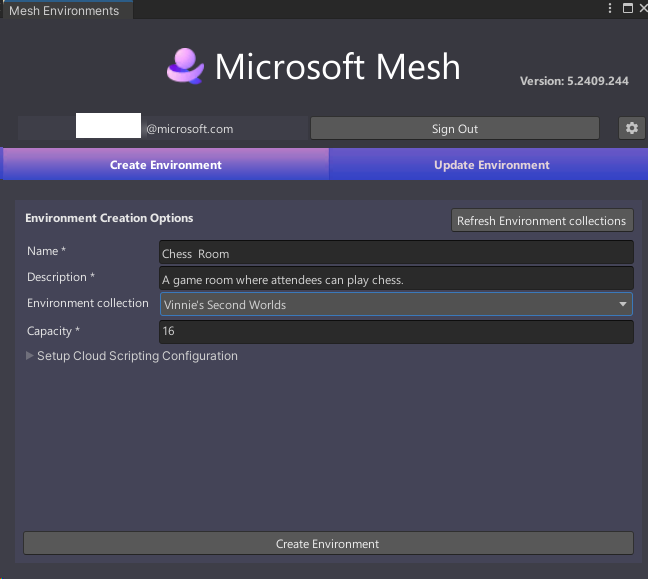 Mesh Environments
Microsoft Mesh
Version: 5.2409.244
@microsoft.com
Sign Out
Create Environment
Update Environment
Environment Creation Options
Refresh Environment collections
Name * Chess  Room
Description * A game room where attendees can play chess.
Environment collection Vinnie's Second Worlds
Capacity * 16
Setup Cloud Scripting Configuration
Create Environment